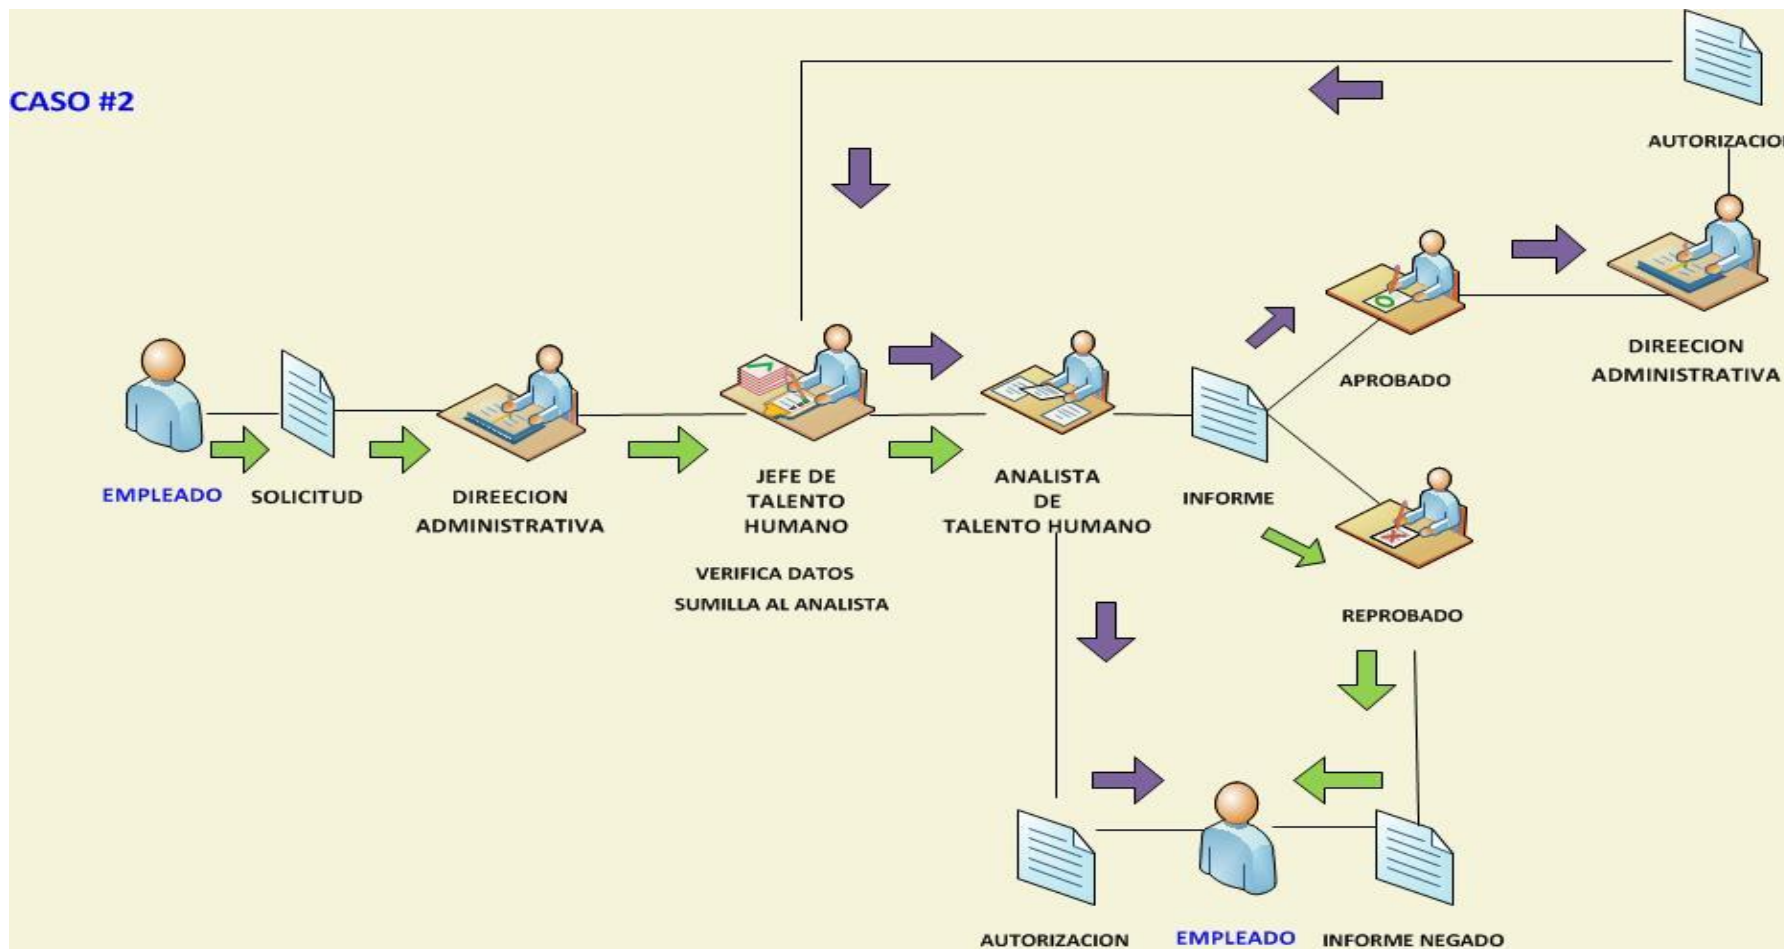 CASO #2
AUTORIZACION
DIREECION
ADMINISTRATIVA
APROBADO
EMPLEADO
SOLICITUD
DIREECION
ADMINISTRATIVA
JEFE DE
TALENTO
HUMANO
VERIFICA DATOS
SUMILLA AL ANALISTA
ANALISTA
DE
TALENTO HUMANO
INFORME
REPROBADO
AUTORIZACION
EMPLEADO
INFORME NEGADO